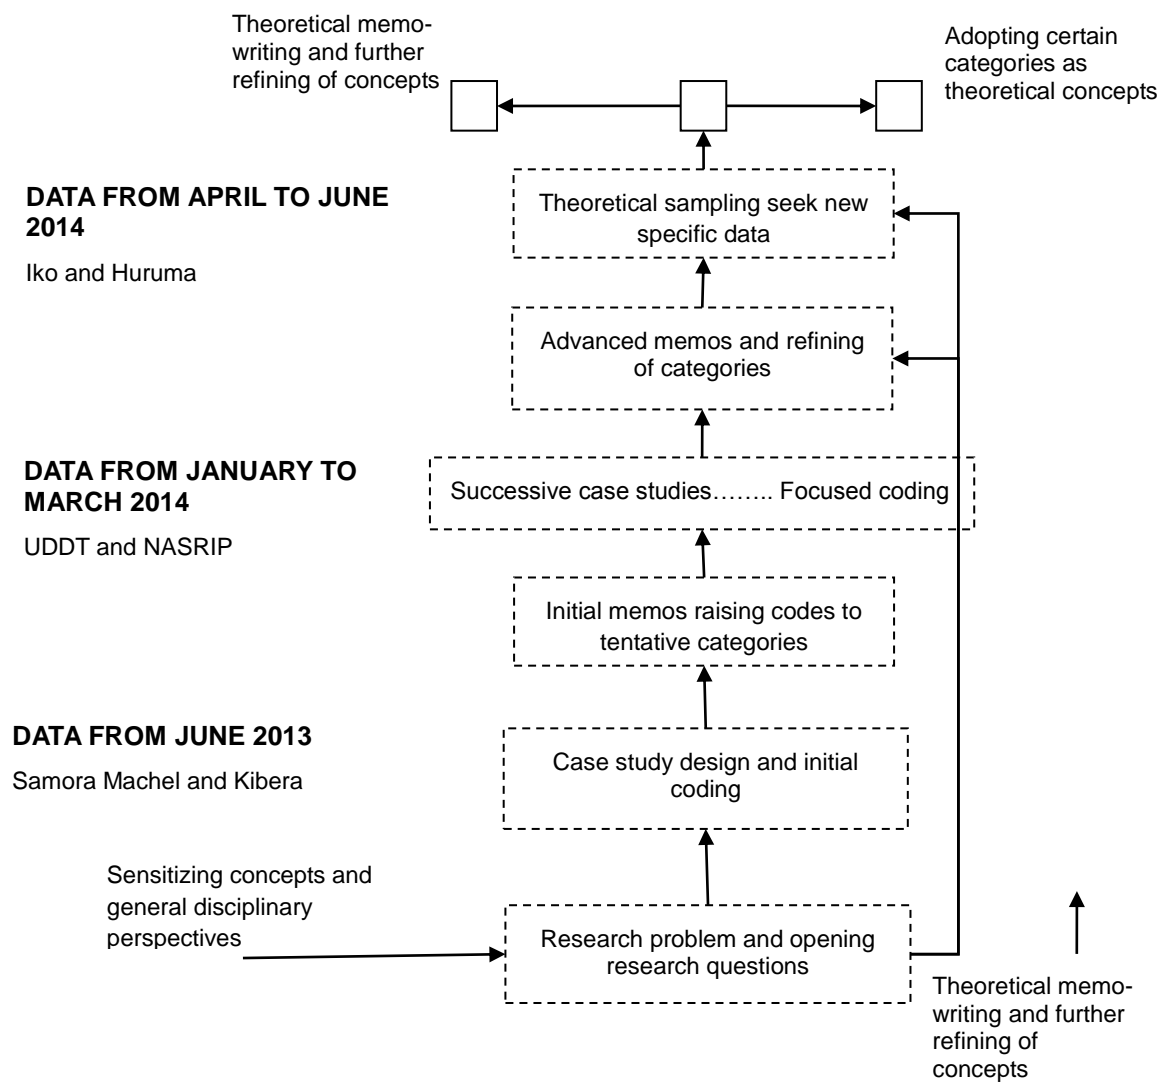 Theoretical memo-
writing and further
refining of concepts
Adopting certain
categories as
theoretical concepts
DATA FROM APRIL TO JUNE
2014
Iko and Huruma
Theoretical sampling seek new
specific data
Advanced memos and refining
of categories
DATA FROM JANUARY TO
MARCH 2014
UDDT and NASRIP
Successive case studies…….. Focused coding
Initial memos raising codes to
tentative categories
DATA FROM JUNE 2013
Samora Machel and Kibera
Case study design and initial
coding
Sensitizing concepts and
general disciplinary
perspectives
Research problem and opening
research questions
Theoretical memo-
writing and further
refining of
concepts